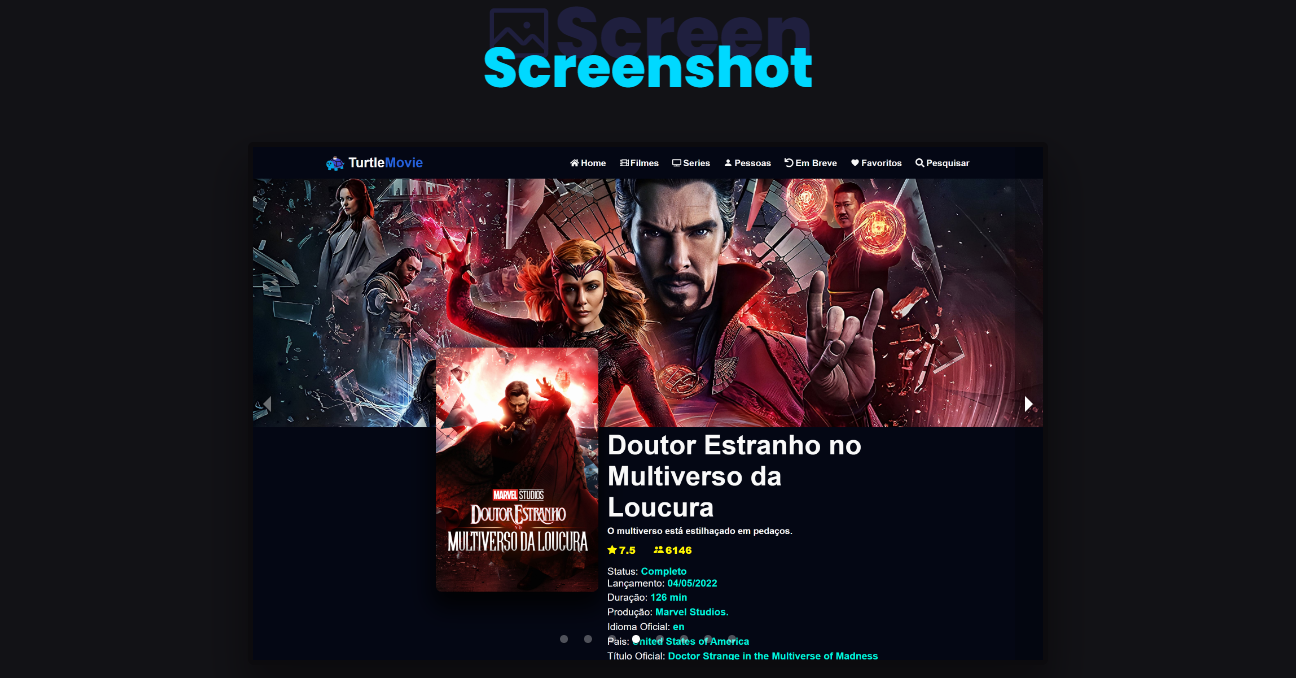 Screen
Screenshot
TurtleMovie
Home Filmes Series Pessoas Em Breve Favoritos Pesquisar
MARVEL STUDIOS
DOUTOR ESTRANHO
MULTIVERSO DA LOUCURA
Doutor Estranho no
Multiverso da
Loucura
O multiverso está estilhaçado em pedaços.
7.5 6146
Status: Completo
Lançamento: 04/05/2022
Duração: 126 min
Produção: Marvel Studios.
Idioma Oficial: en
Pais: United States of America
Título Oficial: Doctor Strange in the Multiverse of Madness